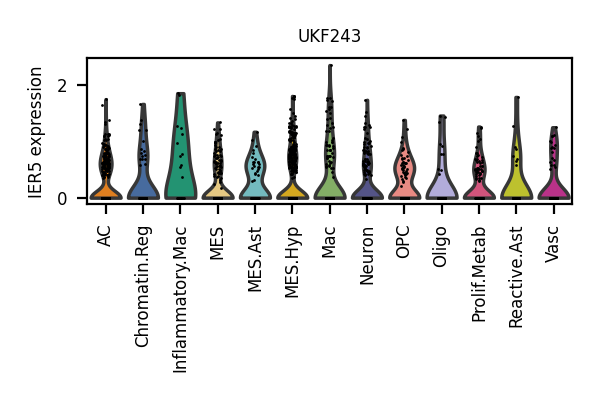 UKF243
IER5 expression
2
0
AC
Chromatin.Reg
Inflammatory.Mac
MES
MES.Ast
MES.Hyp
Mac
Neuron
OPC
Oligo
Prolif.Metab
Reactive.Ast
Vasc